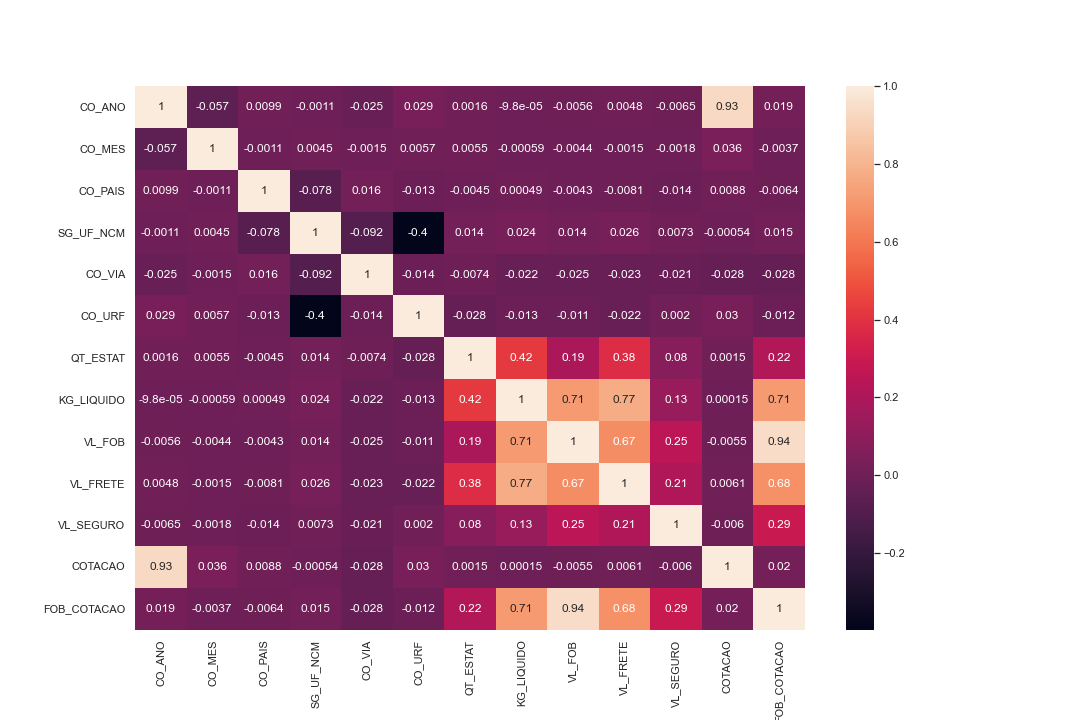 CO_ANO 1 -0.057 0.0099 -0.0011 -0.025 0.029 0.0016 -9.8e-05 -0.0056 0.0048 -0.0065 0.93 0.019 1.0
CO_MES -0.057 1 -0.0011 0.0045 -0.0015 0.0057 0.0055 -0.00059 -0.0044 -0.0015 -0.0018 0.036 -0.0037
0.8
CO_PAIS 0.0099 -0.0011 1 -0.078 0.016 -0.013 -0.0045 0.00049 -0.0043 -0.0081 -0.014 0.0088 -0.0064
SG_UF_NCM -0.0011 0.0045 -0.078 1 -0.092 -0.4 0.014 0.024 0.014 0.026 0.0073 -0.00054 0.015
0.6
CO_VIA -0.025 -0.0015 0.016 -0.092 1 -0.014 -0.0074 -0.022 -0.025 -0.023 -0.021 -0.028 -0.028
CO_URF 0.029 0.0057 -0.013 -0.4 -0.014 1 -0.028 -0.013 -0.011 -0.022 0.002 0.03 -0.012
0.4
QT_ESTAT 0.0016 0.0055 -0.0045 0.014 -0.0074 -0.028 1 0.42 0.19 0.38 0.08 0.0015 0.22
KG_LIQUIDO -9.8e-05 -0.00059 0.00049 0.024 -0.022 -0.013 0.42 1 0.71 0.77 0.13 0.00015 0.71
0.2
VL_FOB -0.0056 -0.0044 -0.0043 0.014 -0.025 -0.011 0.19 0.71 1 0.67 0.25 -0.0055 0.94
0.0
VL_FRETE 0.0048 -0.0015 -0.0081 0.026 -0.023 -0.022 0.38 0.77 0.67 1 0.21 0.0061 0.68
VL_SEGURO -0.0065 -0.0018 -0.014 0.0073 -0.021 0.002 0.08 0.13 0.25 0.21 1 -0.006 0.29
−0.2
COTACAO 0.93 0.036 0.0088 -0.00054 -0.028 0.03 0.0015 0.00015 -0.0055 0.0061 -0.006 1 0.02
FOB_COTACAO 0.019 -0.0037 -0.0064 0.015 -0.028 -0.012 0.22 0.71 0.94 0.68 0.29 0.02 1
CO_ANO
CO_MES
CO_PAIS
SG_UF_NCM
CO_VIA
CO_URF
QT_ESTAT
KG_LIQUIDO
VL_FOB
VL_FRETE
VL_SEGURO
COTACAO
FOB_COTACAO